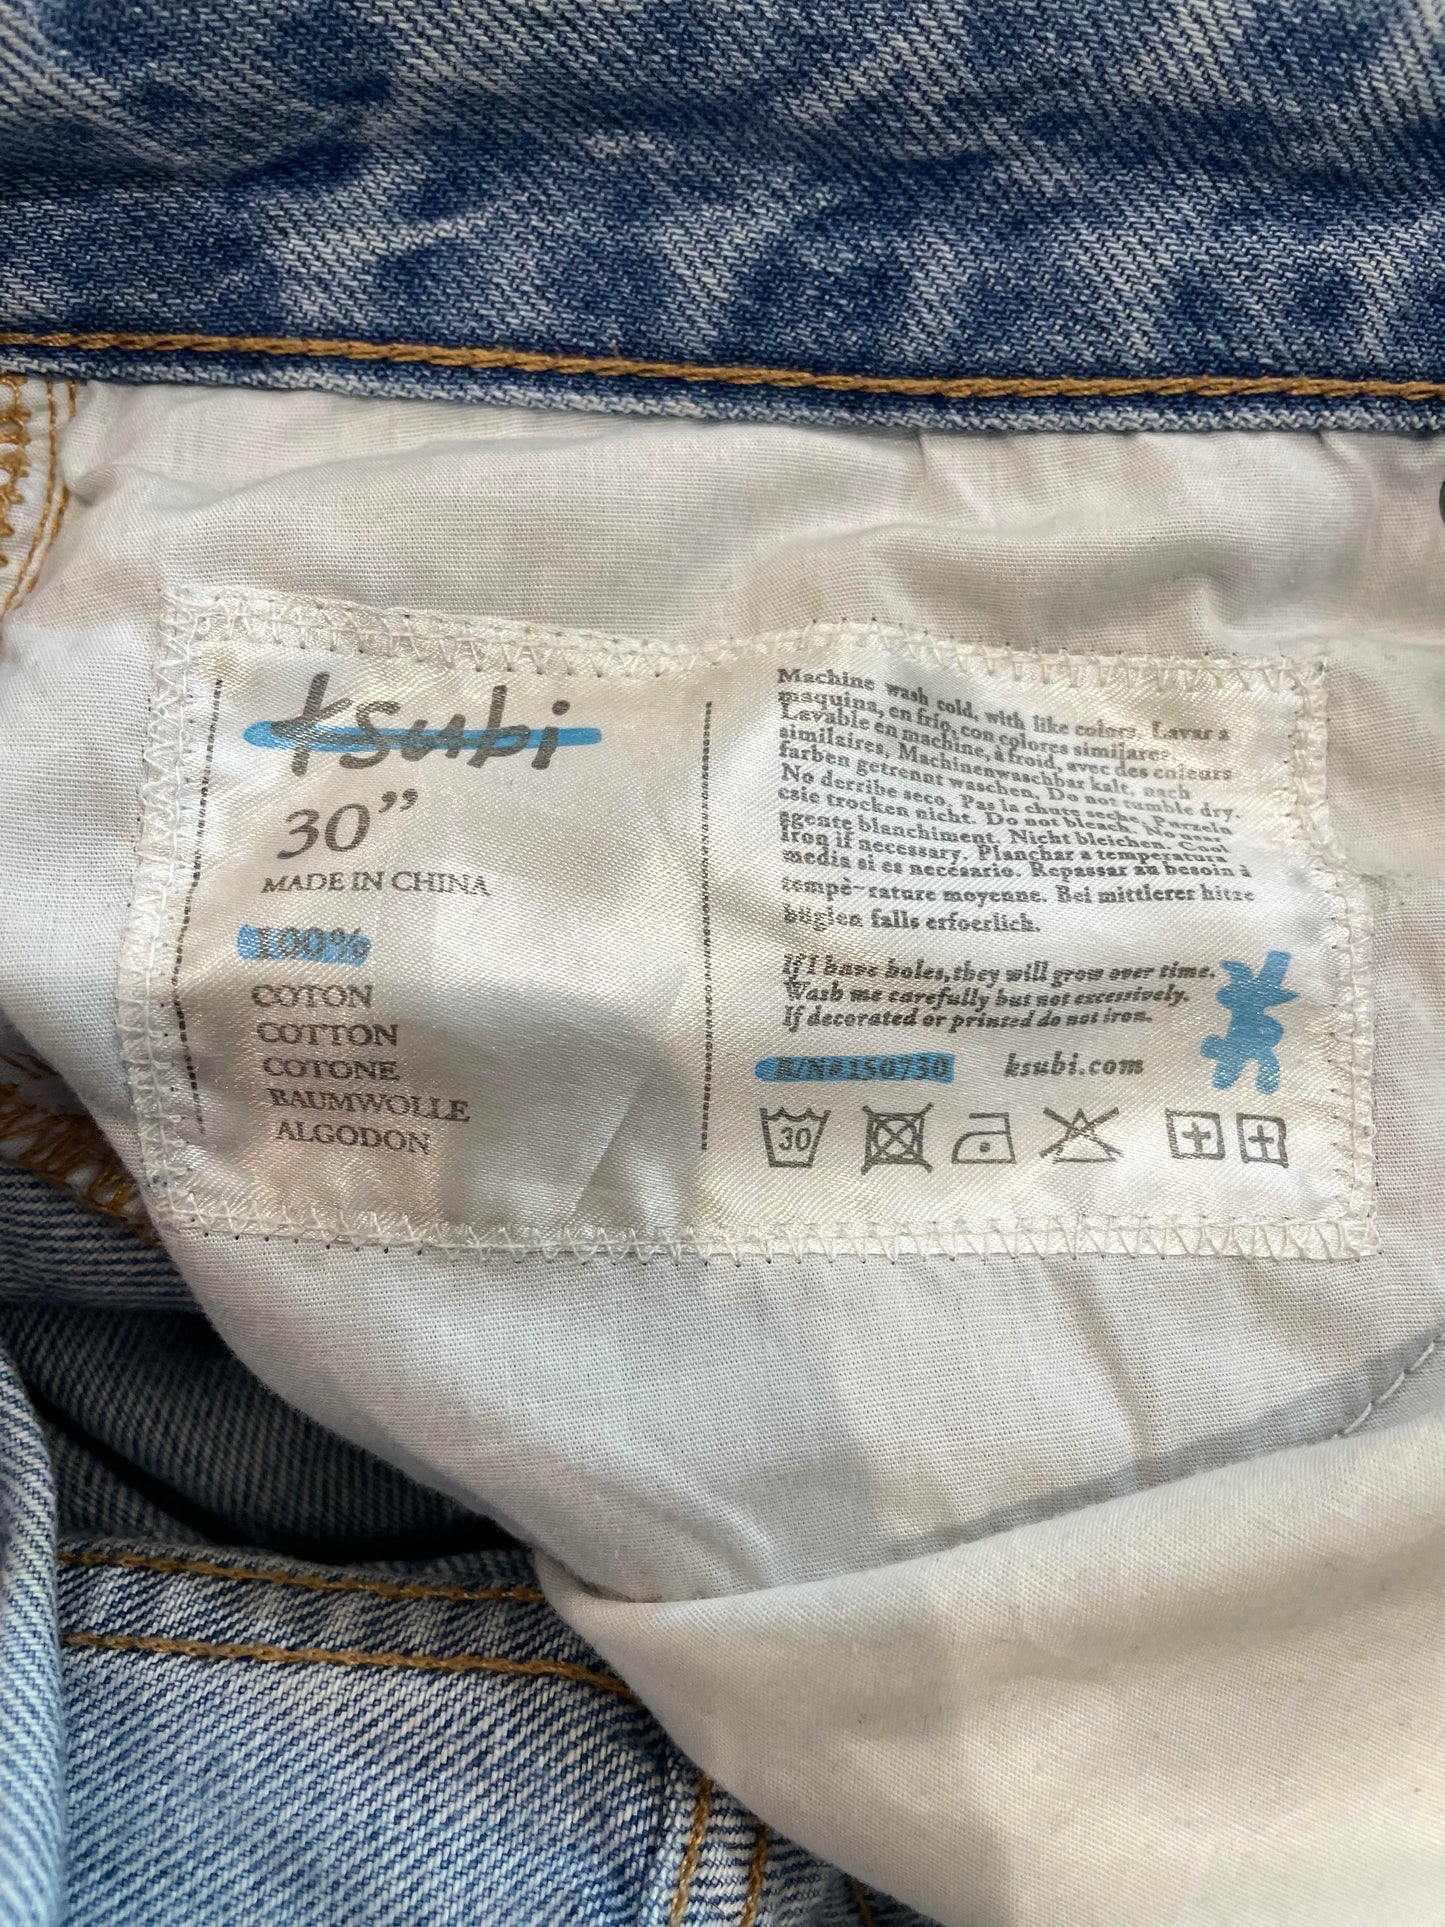 ksubi
30”
MADE IN CHINA
100%
COTON
COTTON
COTONE
BAUMWOLLE
ALGODON
Machine wash cold, with like colors, Lavar a
maquina, en frio, con colores similares
Lavable en machine, à froid, avec des coleurs
similaires, Machinenwaschbar kalt, nach
farben getrennt waschen, Do not tumble dry.
No derribe seco, Pas la chute seche, Purzeln
csie trocken nicht. Do not bleach. No usar
agente blanchiment. Nicht bleichen. Cool
Iron if necessary. Planchar a temperatura
media si es necesario. Repassar au besoin à
tempè-rature moyenne. Bei mittlerer hitze
büglen falls erfoerlich.
If I have holes, they will grow over time.
Wash me carefully but not excessively.
If decorated or printed do not iron.
R/N#150730 ksubi.com
30